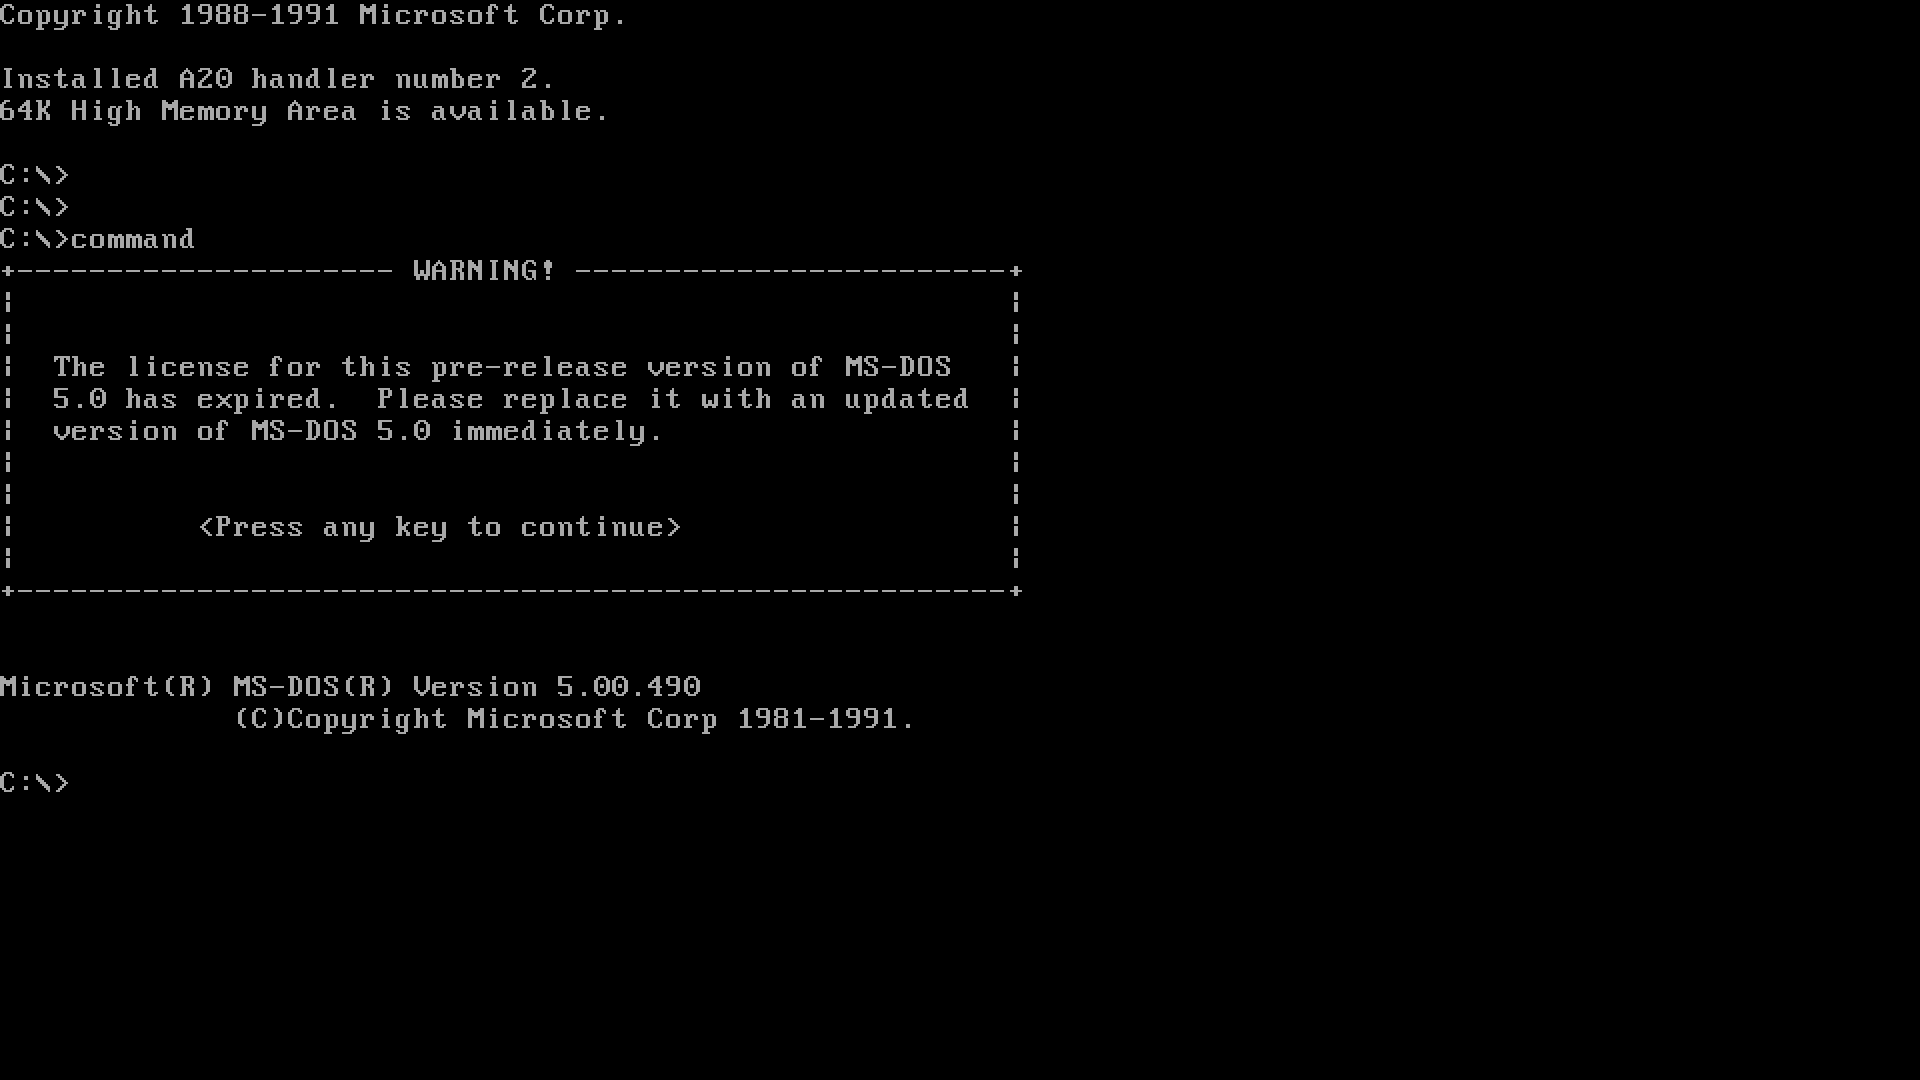 Copyright 1988-1991 Microsoft Corp.
Installed A20 handler number 2.
64K High Memory Area is available.
C:\>
C:\>
C:\>command
+--------------------- WARNING! ------------------------+
The license for this pre-release version of MS-DOS
5.0 has expired.  Please replace it with an updated
version of MS-DOS 5.0 immediately.
<Press any key to continue>
+-------------------------------------------------------+
Microsoft(R) MS-DOS(R) Version 5.00.490
(C)Copyright Microsoft Corp 1981-1991.
C:\>